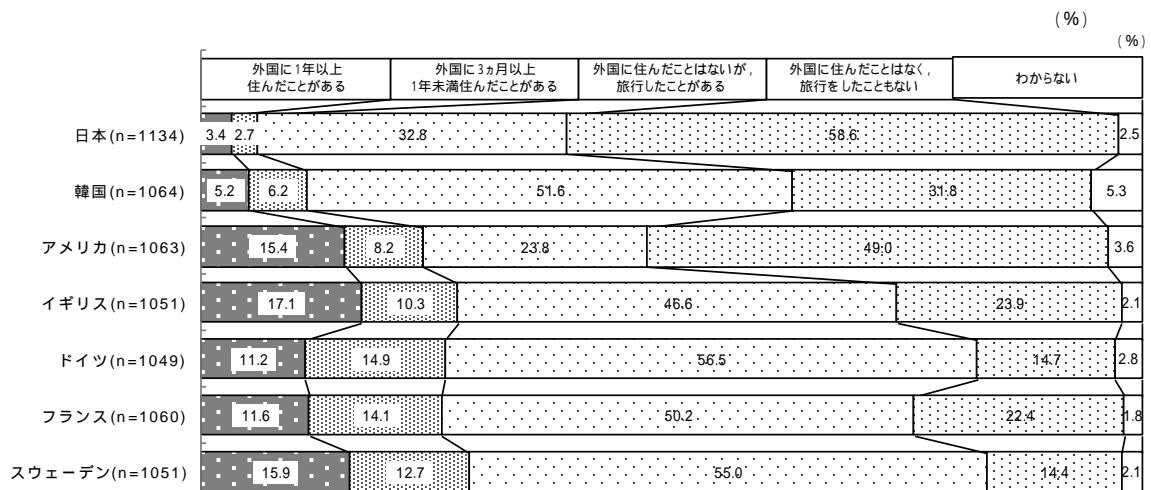 (%)
(%)
外国に1年以上
住んだことがある
外国に3ヵ月以上
1年未満住んだことがある
外国に住んだことはないが,
旅行したことがある
外国に住んだことはなく,
旅行をしたこともない
わからない
日本(n=1134) 3.4 2.7 32.8 58.6 2.5
韓国(n=1064) 5.2 6.2 51.6 31.8 5.3
アメリカ(n=1063) 15.4 8.2 23.8 49.0 3.6
イギリス(n=1051) 17.1 10.3 46.6 23.9 2.1
ドイツ(n=1049) 11.2 14.9 56.5 14.7 2.8
フランス(n=1060) 11.6 14.1 50.2 22.4 1.8
スウェーデン(n=1051) 15.9 12.7 55.0 14.4 2.1